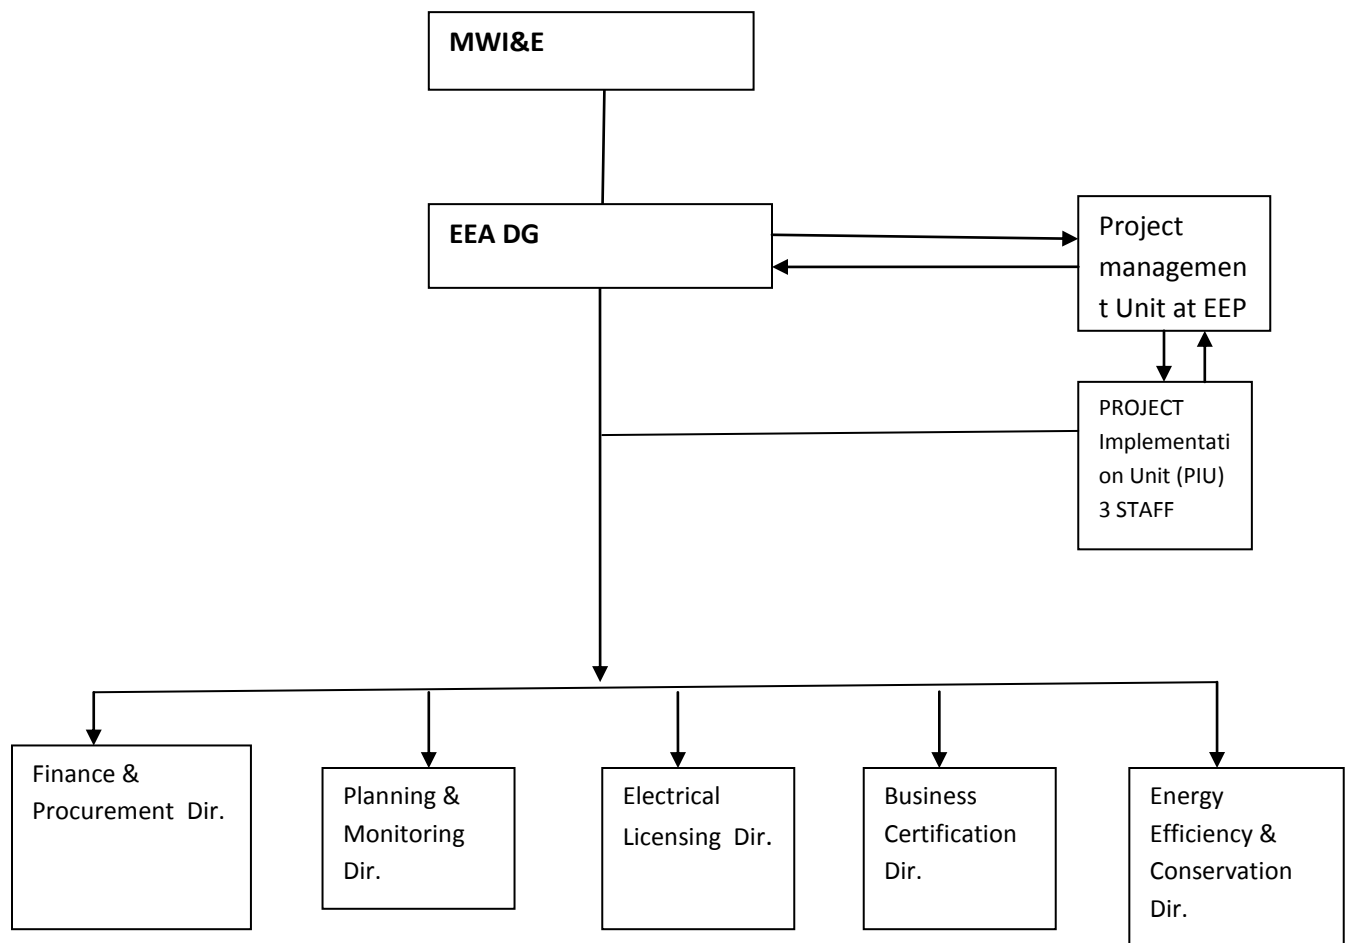 MWI&E
EEA DG
Project
managemen
t Unit at EEP
PROJECT
Implementati
on Unit (PIU)
3 STAFF
Finance &
Procurement Dir.
Planning &
Monitoring
Dir.
Electrical
Licensing Dir.
Business
Certification
Dir.
Energy
Efficiency &
Conservation
Dir.